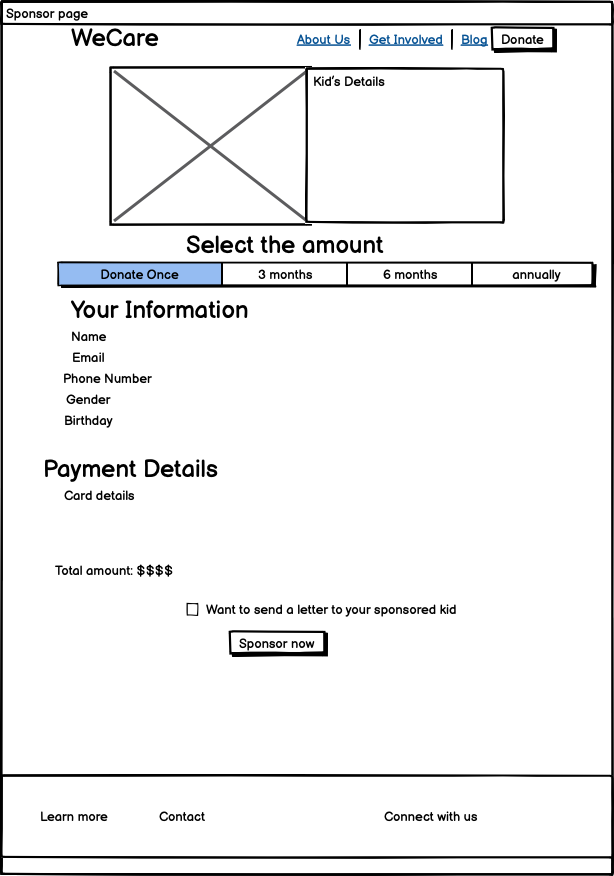 Sponsor page
WeCare
About Us | Get Involved | Blog Donate
Kid's Details
Select the amount
Donate Once 3 months 6 months annually
Your Information
Name
Email
Phone Number
Gender
Birthday
Payment Details
Card details
Total amount: $$$$
Want to send a letter to your sponsored kid
Sponsor now
Learn more Contact Connect with us